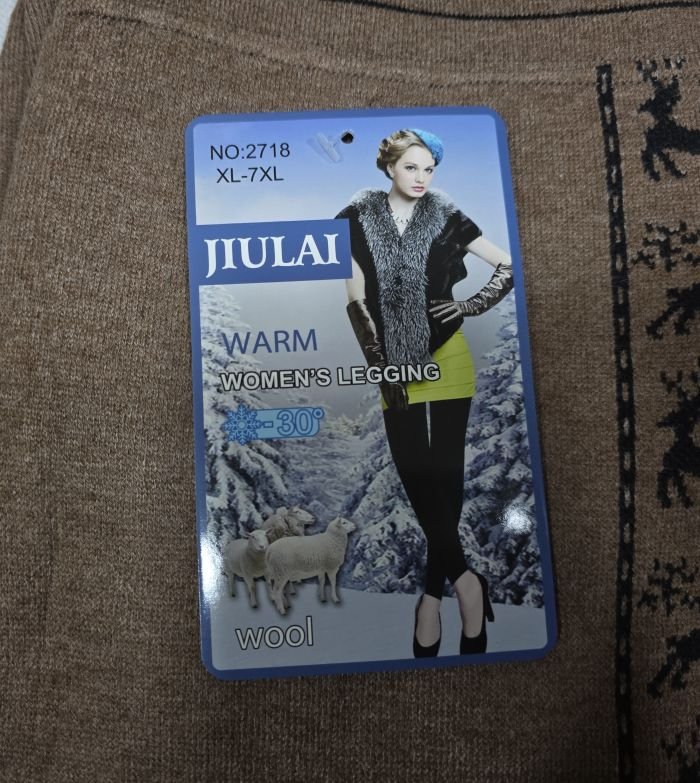 NO:2718
XL-7XL
JIULAI
WARM
WOMEN'S LEGGING
-30°
wool